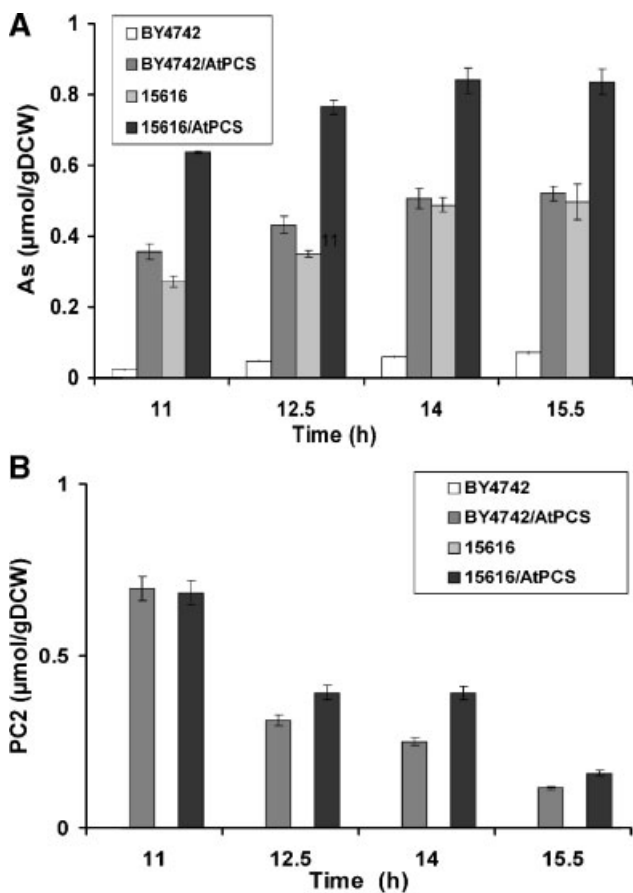 A
1
0.8
0.6
0.4
0.2
0
As (µmol/gDCW)
BY4742
BY4742/AtPCS
15616
15616/AtPCS
11
11
12.5
14
15.5
Time (h)
B
1
0.5
0
PC2 (µmol/gDCW)
BY4742
BY4742/AtPCS
15616
15616/AtPCS
11
12.5
14
15.5
Time (h)